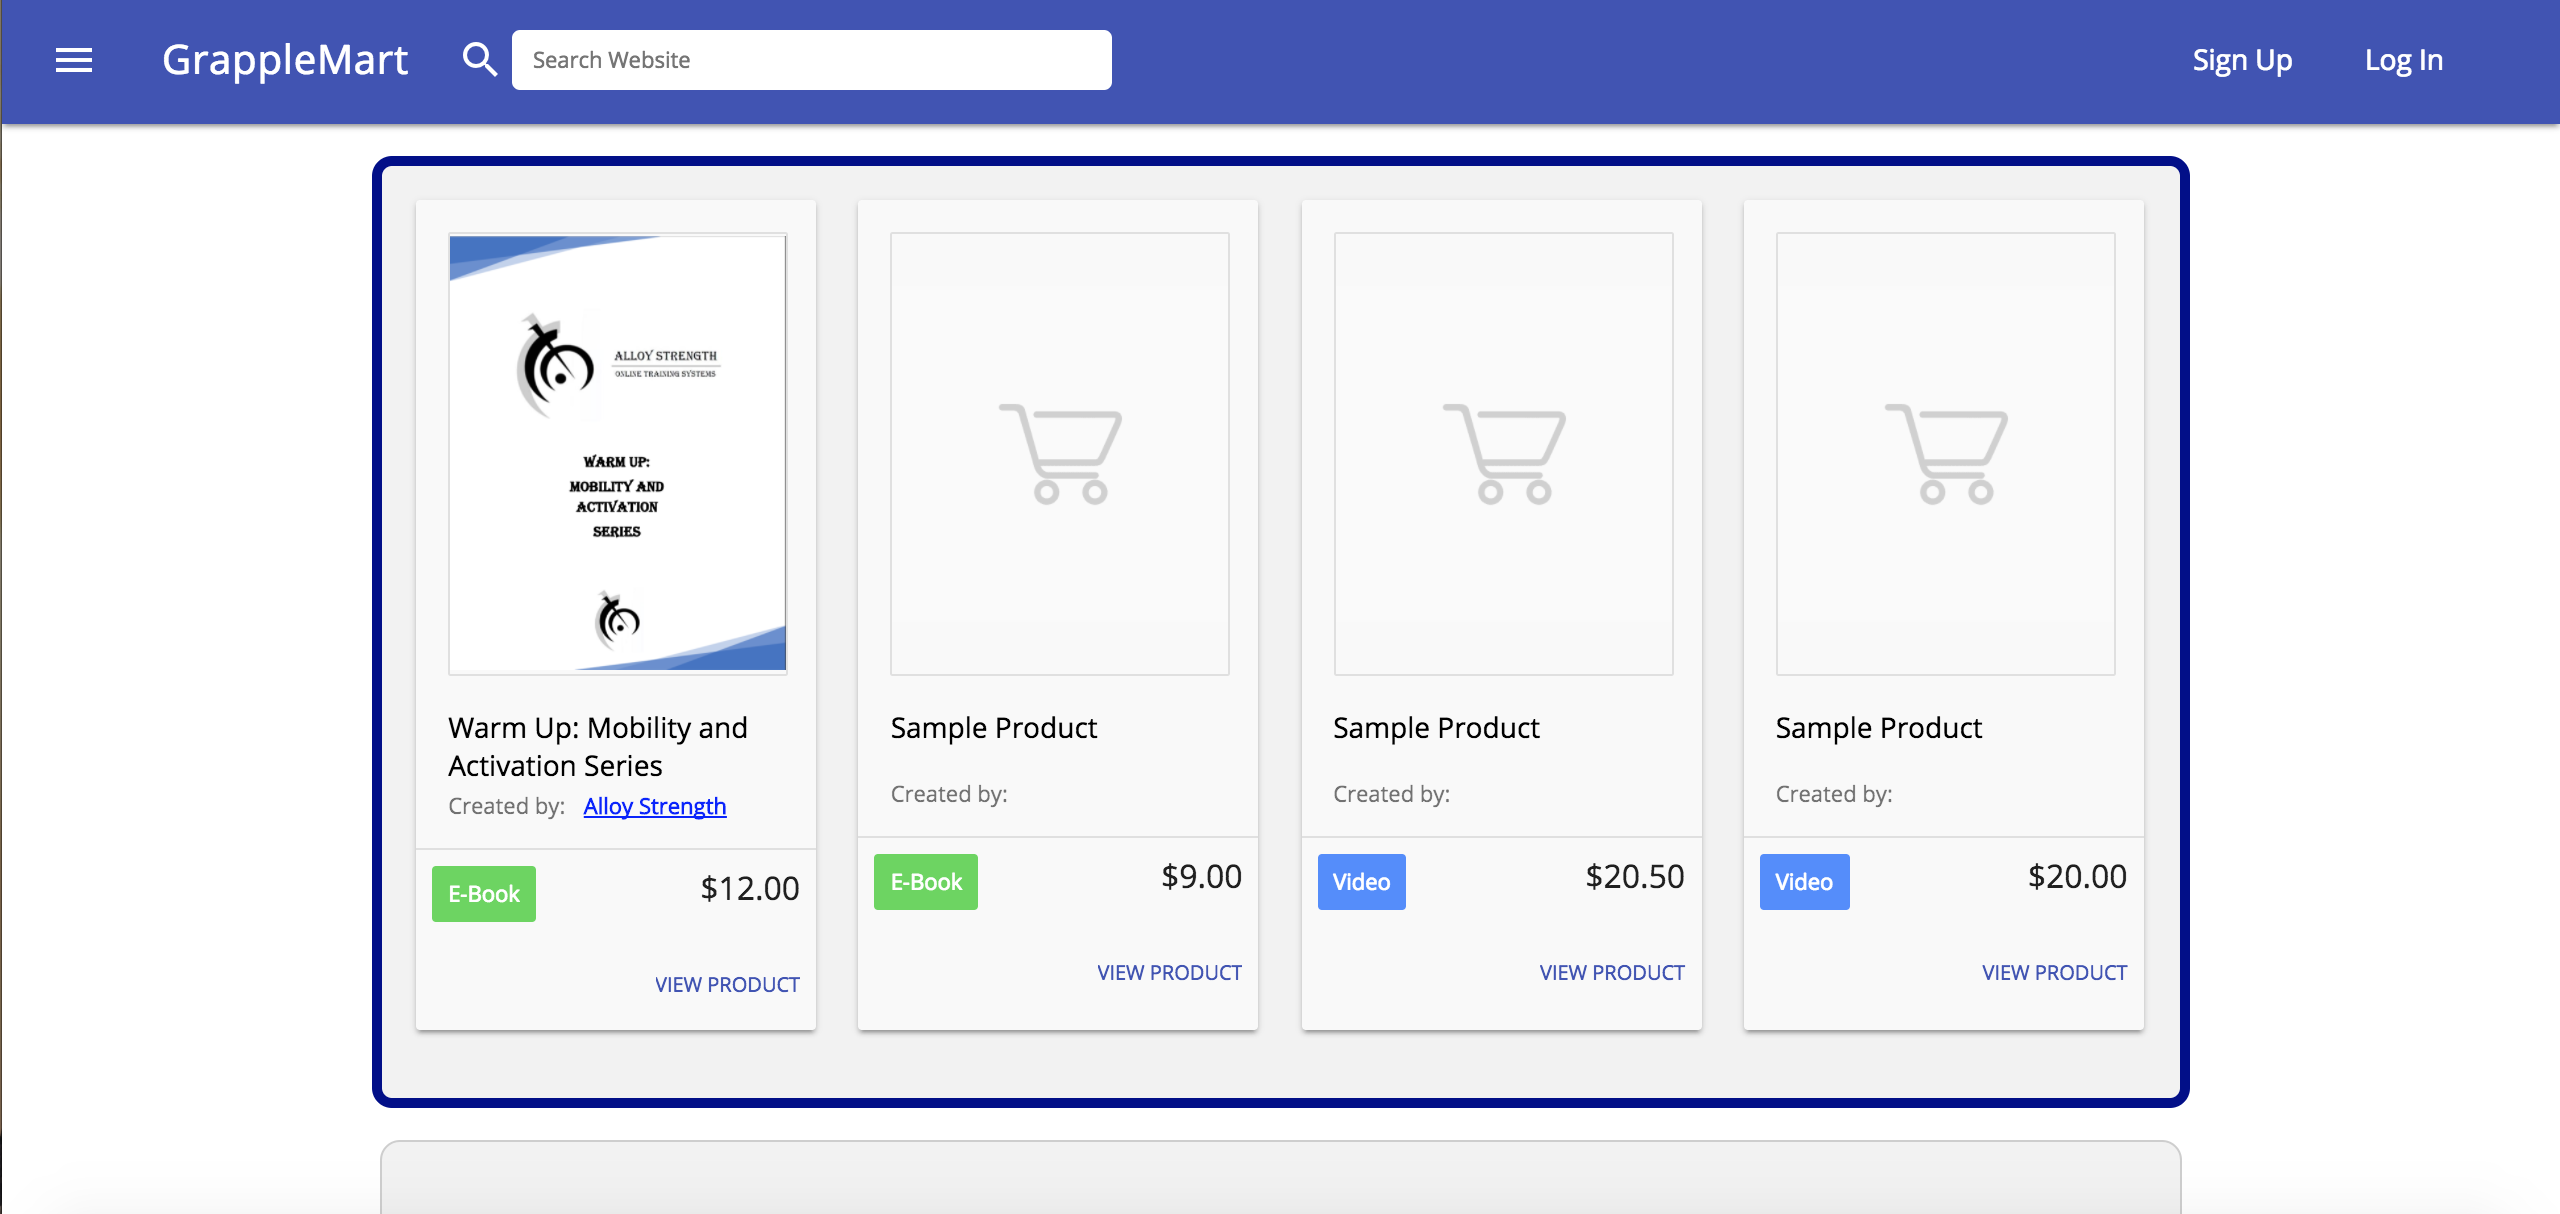 GrappleMart
Search Website
Sign Up
Log In
ALLOY STRENGTH
ONLINE TRAINING SYSTEMS
WARM UP:
MOBILITY AND
ACTIVATION
SERIES
Warm Up: Mobility and
Activation Series
Created by: Alloy Strength
E-Book
$12.00
VIEW PRODUCT
Sample Product
Created by:
E-Book
$9.00
VIEW PRODUCT
Sample Product
Created by:
Video
$20.50
VIEW PRODUCT
Sample Product
Created by:
Video
$20.00
VIEW PRODUCT